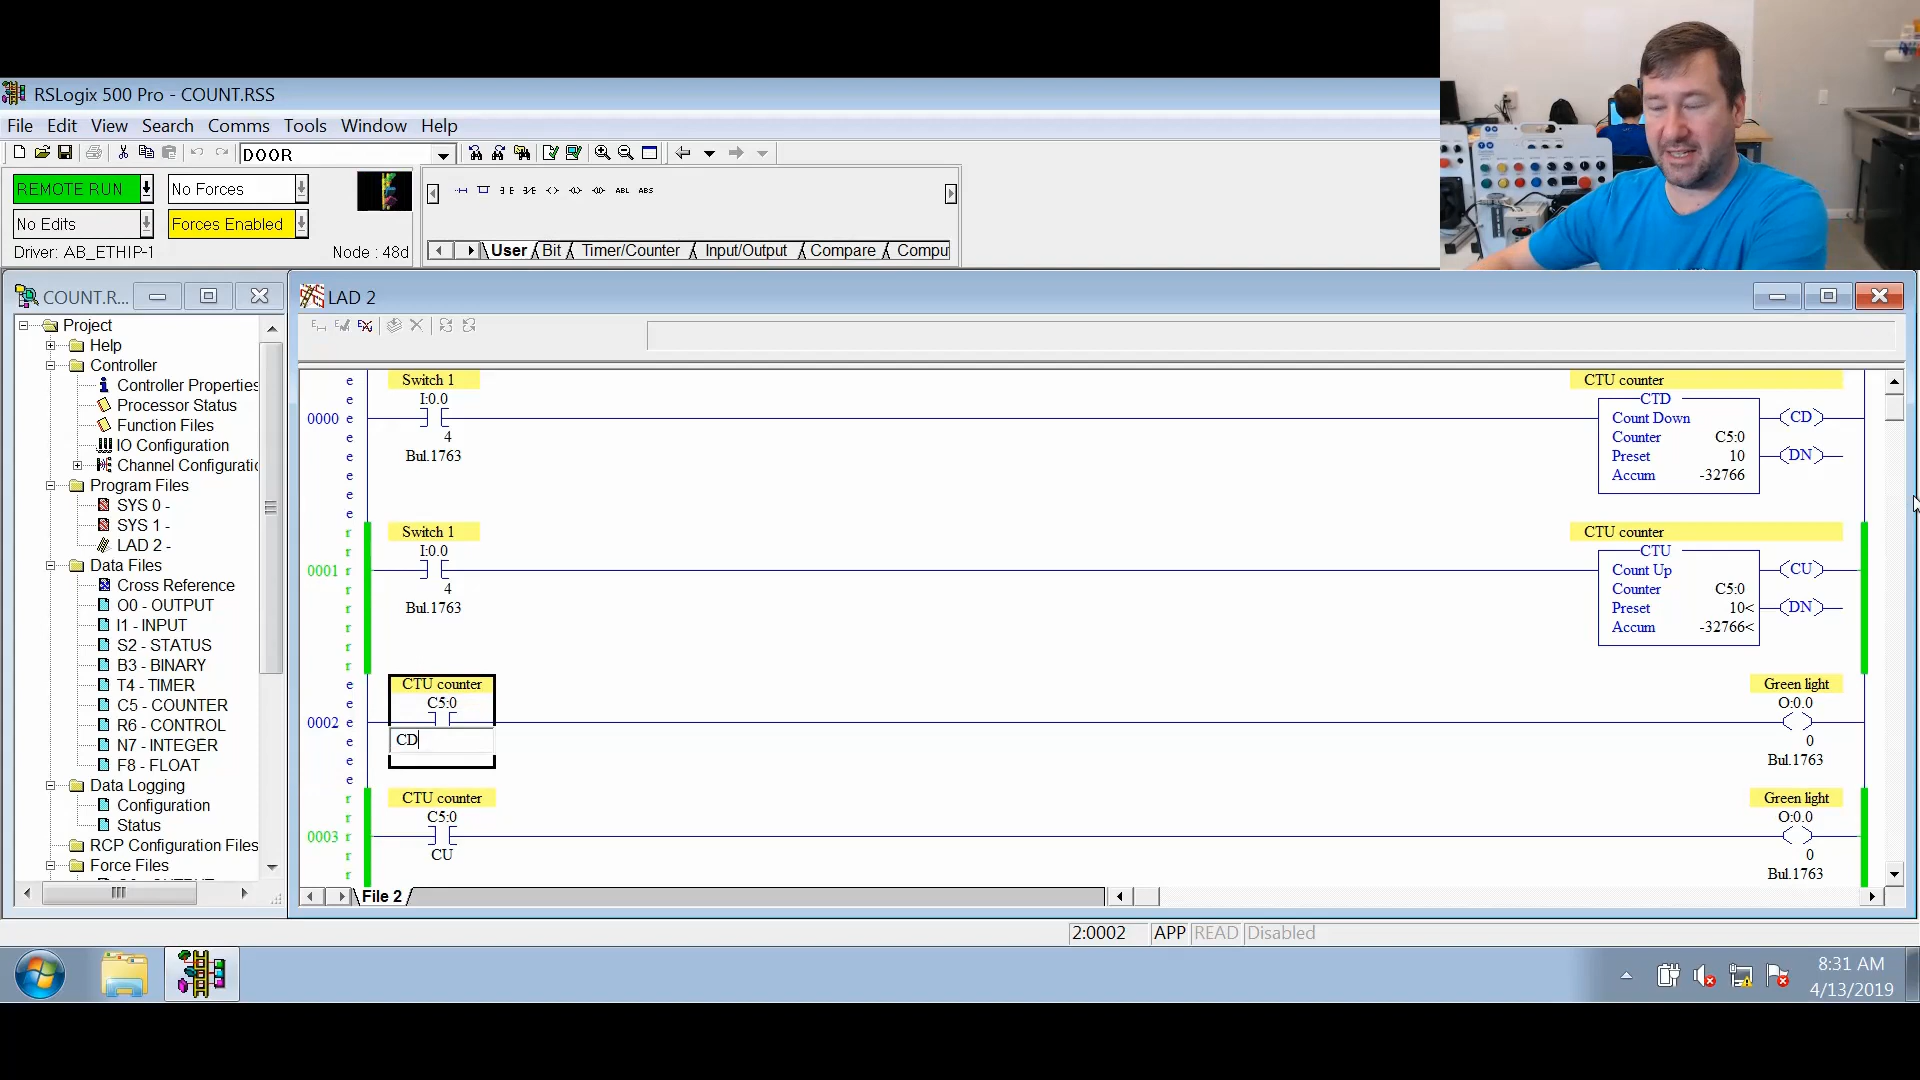 RSLogix 500 Pro - COUNT.RSS
File Edit View Search Comms Tools Window Help
DOOR
REMOTE RUN No Forces
No Edits Forces Enabled
Driver: AB_ETHIP-1 Node : 48d
ABL ABS
User Bit Timer/Counter Input/Output Compare Compu
COUNT.R...
Project
Help
Controller
Controller Properties
Processor Status
Function Files
IO Configuration
Channel Configuratic
Program Files
SYS 0 -
SYS 1 -
LAD 2 -
Data Files
Cross Reference
O0 - OUTPUT
I1 - INPUT
S2 - STATUS
B3 - BINARY
T4 - TIMER
C5 - COUNTER
R6 - CONTROL
N7 - INTEGER
F8 - FLOAT
Data Logging
Configuration
Status
RCP Configuration Files
Force Files
LAD 2
Switch 1 CTU counter
I:0.0 CTD
0000 Count Down CD
4 Counter C5:0
Bul.1763 Preset 10 DN
Accum -32766
Switch 1 CTU counter
I:0.0 CTU
0001 Count Up CU
4 Counter C5:0
Bul.1763 Preset 10< DN
Accum -32766<
CTU counter Green light
C5:0 O:0.0
0002
CD 0
Bul.1763
CTU counter Green light
C5:0 O:0.0
0003
CU 0
Bul.1763
e
e
e
e
e
e
e
e
r
r
r
r
r
r
r
r
e
e
e
e
e
e
r
r
r
r
r
File 2
2:0002 APP READ Disabled
8:31 AM
4/13/2019